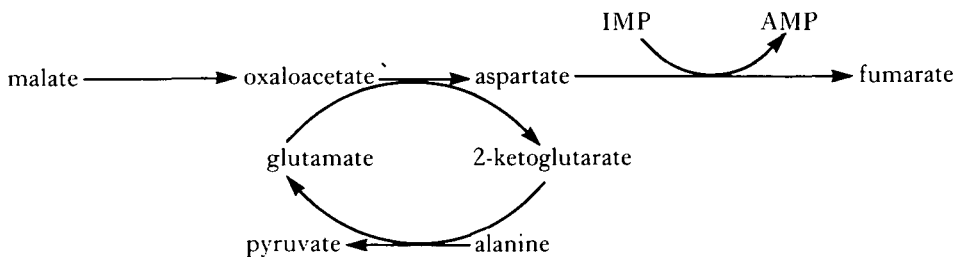 IMP AMP
malate oxaloacetate aspartate fumarate
glutamate 2-ketoglutarate
pyruvate alanine